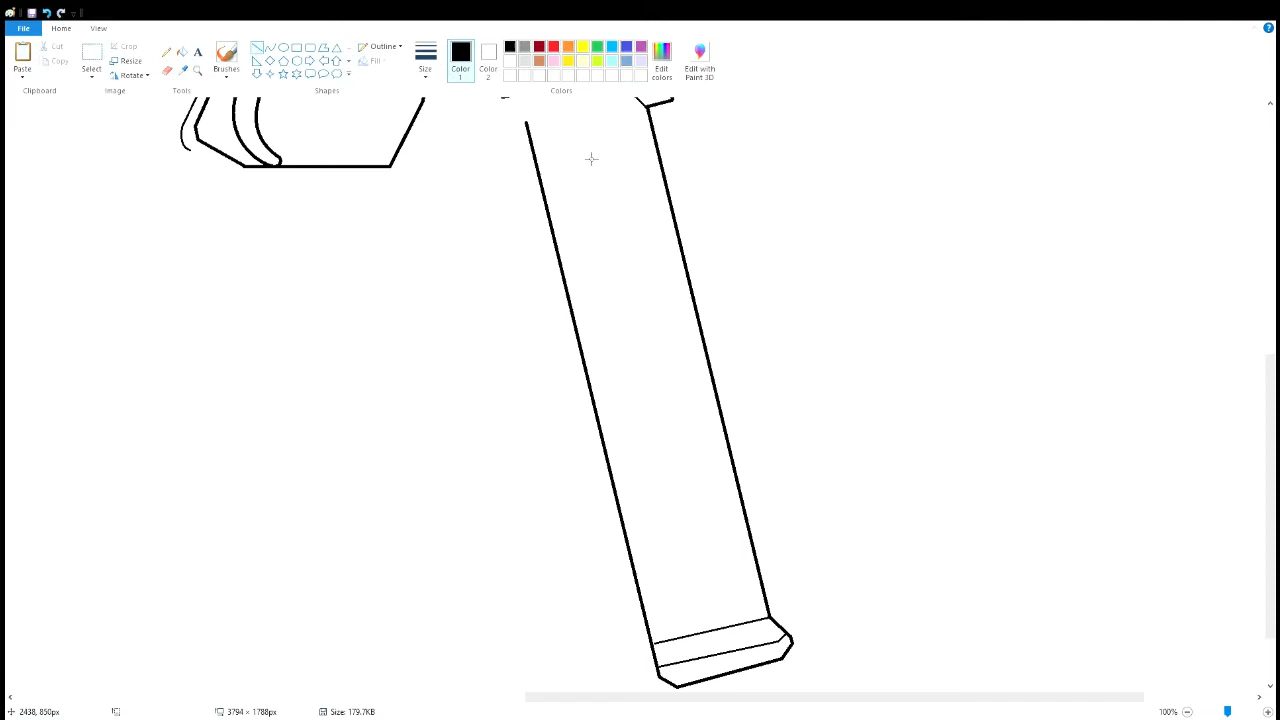 File Home View
Paste Cut Copy Clipboard
Select Crop Resize Rotate Image
A Tools
Brushes
Outline Fill Shapes
Size
Color 1
Color 2
Edit colors
Edit with Paint 3D
Colors
2438, 850px 3794 × 1788px Size: 179.7KB 100%